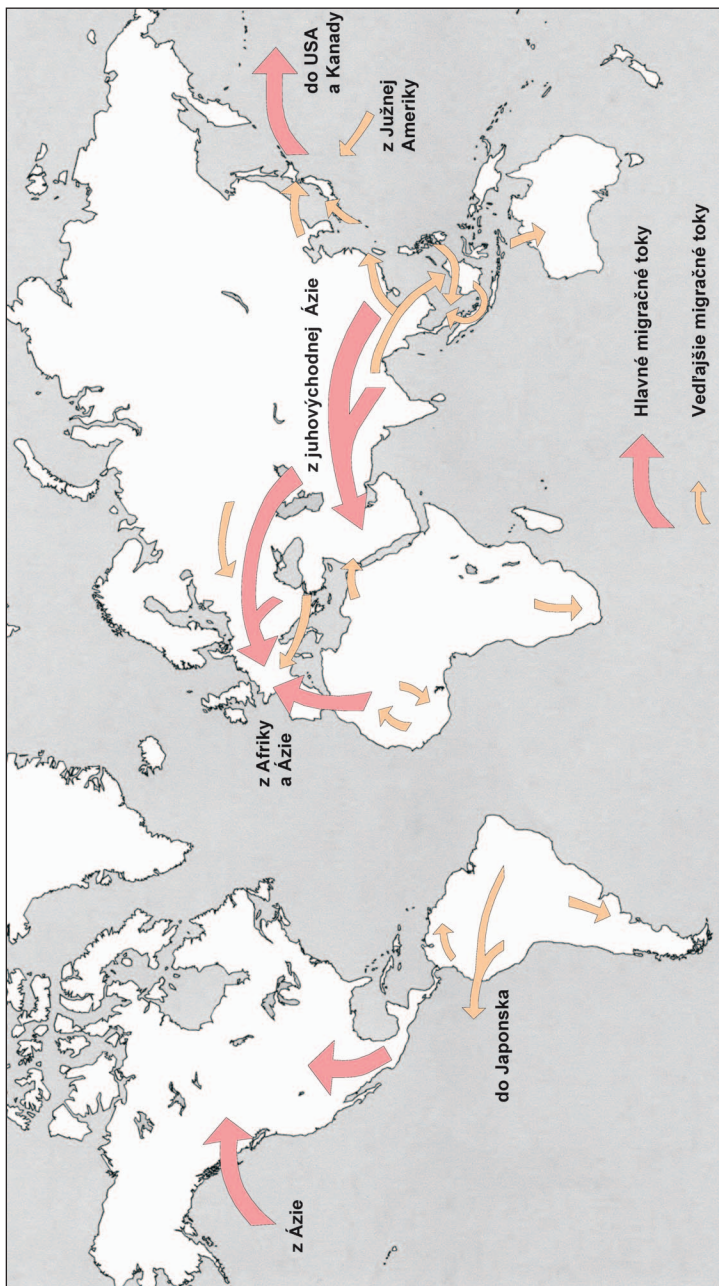 z Ázie
do Japonska
z Afriky
a Ázie
z juhovýchodnej Ázie
do USA
a Kanady
z Južnej
Ameriky
Hlavné migračné toky
Vedľajšie migračné toky